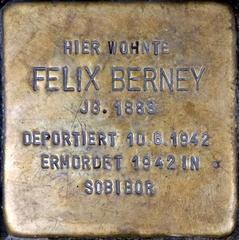 HIER WOHNTE
FELIX BERNEY
JG. 1883
DEPORTIERT 10.6.1942
ERMORDET 1942 IN
SOBIBOR